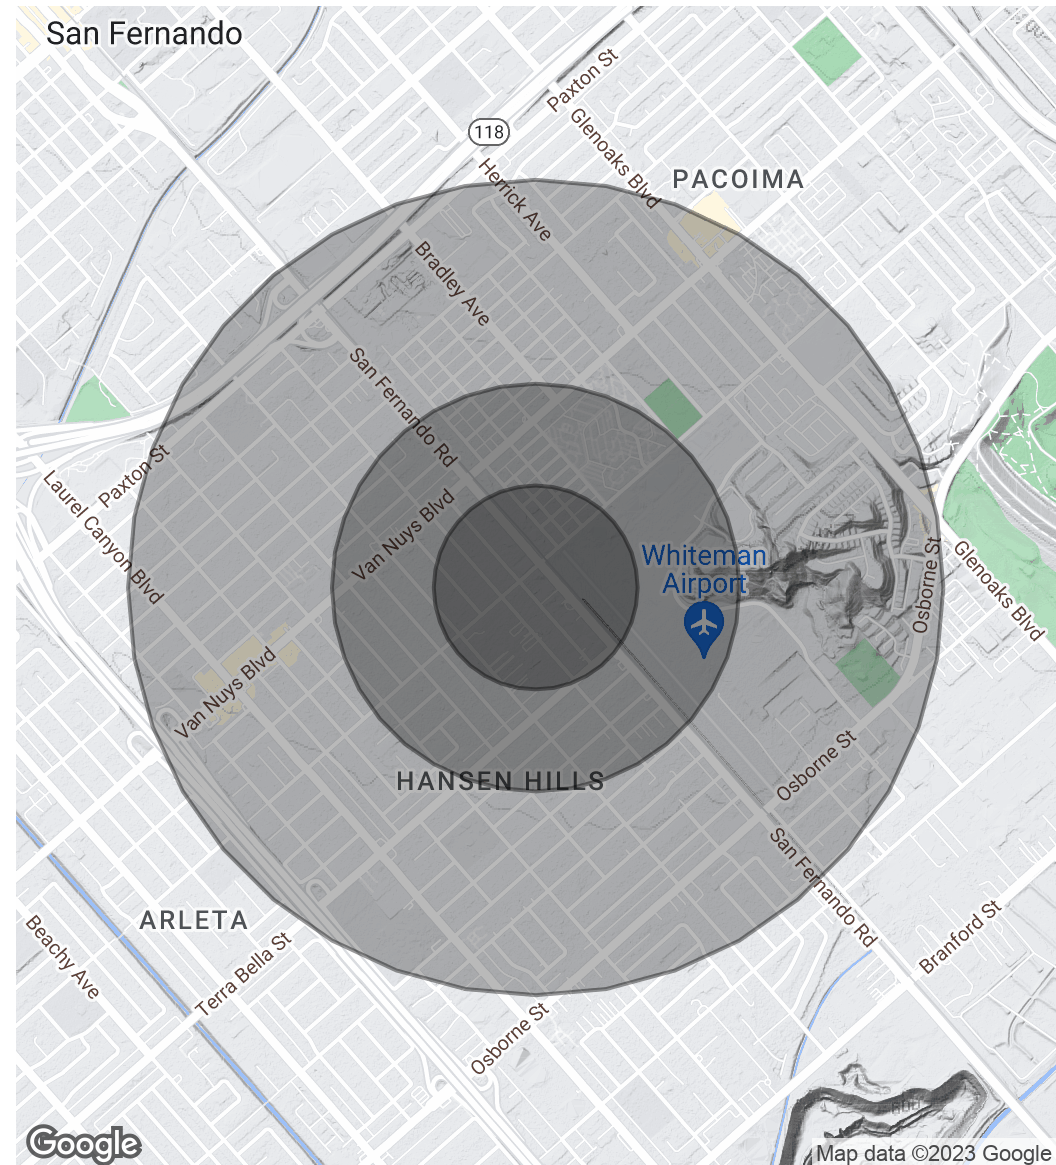 San Fernando
Paxton St
118
Glenoaks Blvd
PACOIMA
Herrick Ave
Bradley Ave
San Fernando Rd
Paxton St
Laurel Canyon Blvd
Van Nuys Blvd
Whiteman
Airport
Osborne St
Glenoaks Blvd
Van Nuys Blvd
Osborne St
HANSEN HILLS
San Fernando Rd
ARLETA
Branford St
Beachy Ave
Terra Bella St
Osborne St
Google
Map data ©2023 Google